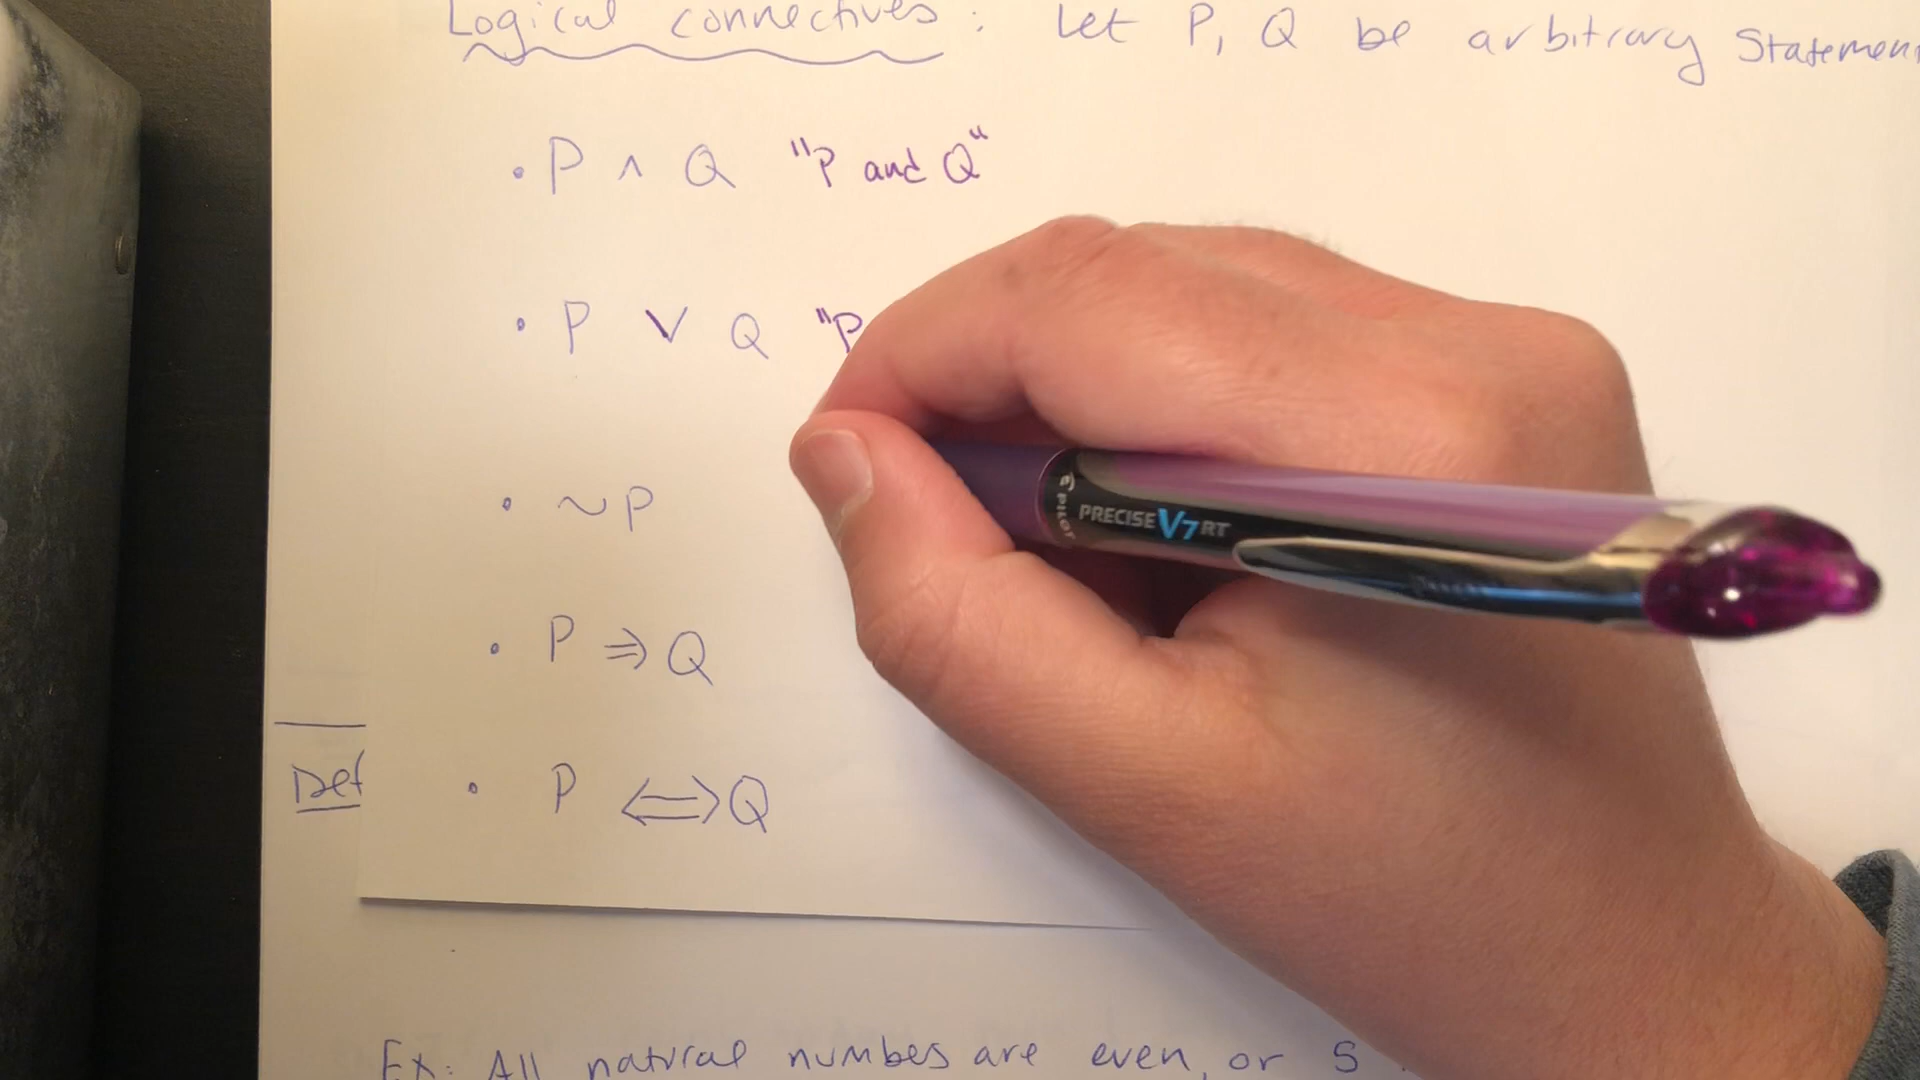 Logical connectives : Let P, Q be arbitrary Statemen
• P ∧ Q "P and Q"
• P ∨ Q "P
• ~P
• P ⇒ Q
Def
• P ⇔ Q
Ex: All natural numbes are even, or 5
PILOT PRECISE V7 RT